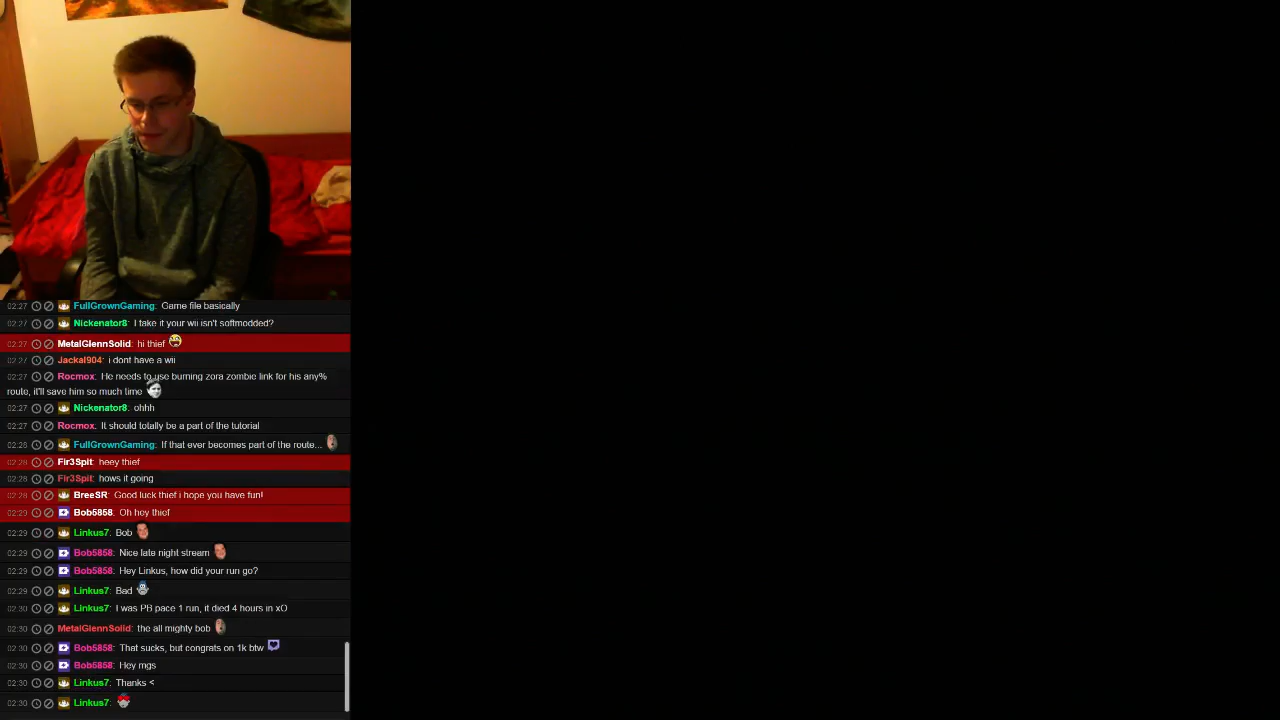 02:27 FullGrownGaming: Game file basically
02:27 Nickenator8: I take it your wii isn't softmodded?
02:27 MetalGlennSolid: hi thief
02:27 Jackal904: i dont have a wii
02:27 Rocmox: He needs to use burning zora zombie link for his any%
route, it'll save him so much time
02:27 Nickenator8: ohhh
02:27 Rocmox: It should totally be a part of the tutorial
02:28 FullGrownGaming: If that ever becomes part of the route...
02:28 Fir3Spit: heey thief
02:28 Fir3Spit: hows it going
02:28 BreeSR: Good luck thief i hope you have fun!
02:29 Bob5858: Oh hey thief
02:29 Linkus7: Bob
02:29 Bob5858: Nice late night stream
02:29 Bob5858: Hey Linkus, how did your run go?
02:29 Linkus7: Bad
02:30 Linkus7: I was PB pace 1 run, it died 4 hours in xO
02:30 MetalGlennSolid: the all mighty bob
02:30 Bob5858: That sucks, but congrats on 1k btw
02:30 Bob5858: Hey mgs
02:30 Linkus7: Thanks <
02:30 Linkus7: